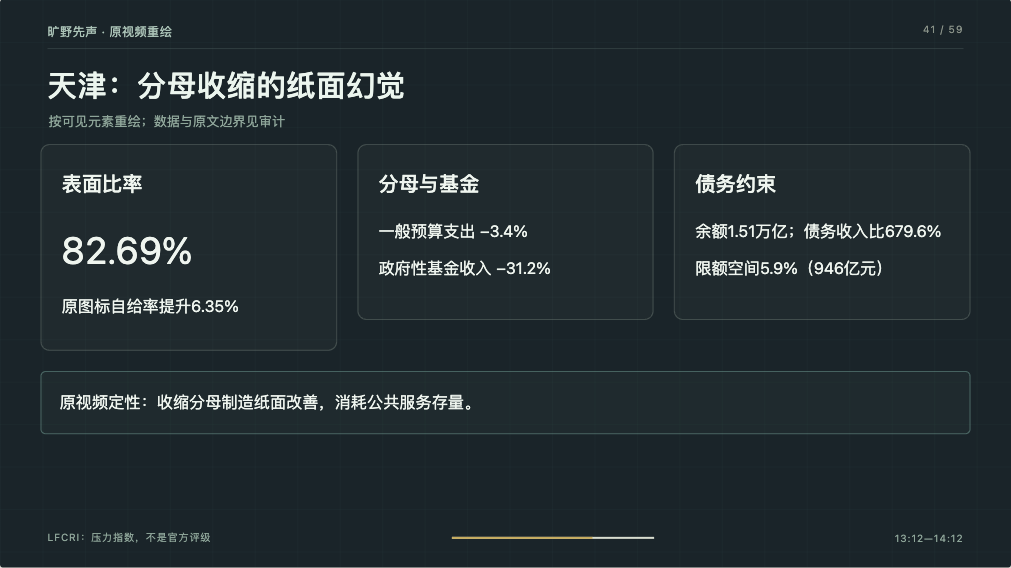 旷野先声 · 原视频重绘
41 / 59
天津：分母收缩的纸面幻觉
按可见元素重绘；数据与原文边界见审计
表面比率
82.69%
原图标自给率提升6.35%
分母与基金
一般预算支出 −3.4%
政府性基金收入 −31.2%
债务约束
余额1.51万亿；债务收入比679.6%
限额空间5.9%（946亿元）
原视频定性：收缩分母制造纸面改善，消耗公共服务存量。
LFCRI：压力指数，不是官方评级
13:12—14:12